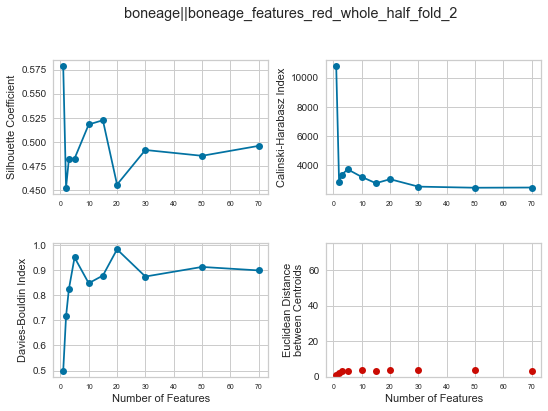 boneage||boneage_features_red_whole_half_fold_2
Silhouette Coefficient
0.575
0.550
0.525
0.500
0.475
0.450
0 10 20 30 40 50 60 70
Calinski-Harabasz Index
10000
8000
6000
4000
0 10 20 30 40 50 60 70
Davies-Bouldin Index
1.0
0.9
0.8
0.7
0.6
0.5
0 10 20 30 40 50 60 70
Number of Features
Euclidean Distance
between Centroids
60
40
20
0
0 10 20 30 40 50 60 70
Number of Features